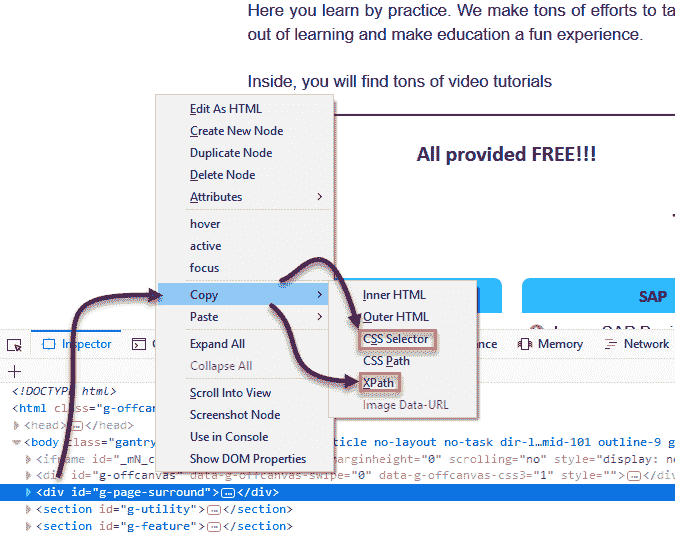 Here you learn by practice. We make tons of efforts to ta
out of learning and make education a fun experience.
Inside, you will find tons of video tutorials
All provided FREE!!!
SAP
Edit As HTML
Create New Node
Duplicate Node
Delete Node
Attributes
hover
active
focus
Copy
Paste
Expand All
Collapse All
Scroll Into View
Screenshot Node
Use in Console
Show DOM Properties
Inner HTML
Outer HTML
CSS Selector
CSS Path
XPath
Image Data-URL
Inspector
Memory
Network
<!DOCTYPE html>
<html class="g-offcanv
<head> </head>
<body class="gantry rticle no-layout no-task dir-l…mid-101 outline-9 g
<iframe id="_mN_c marginheight="0" scrolling="no" style="display: ne
<div id="g-offcanvas" data-g-offcanvas-swipe="0" data-g-offcanvas-css3="1" style=""> </div
<div id="g-page-surround"> </div>
<section id="g-utility"> </section>
<section id="g-feature"> </section>